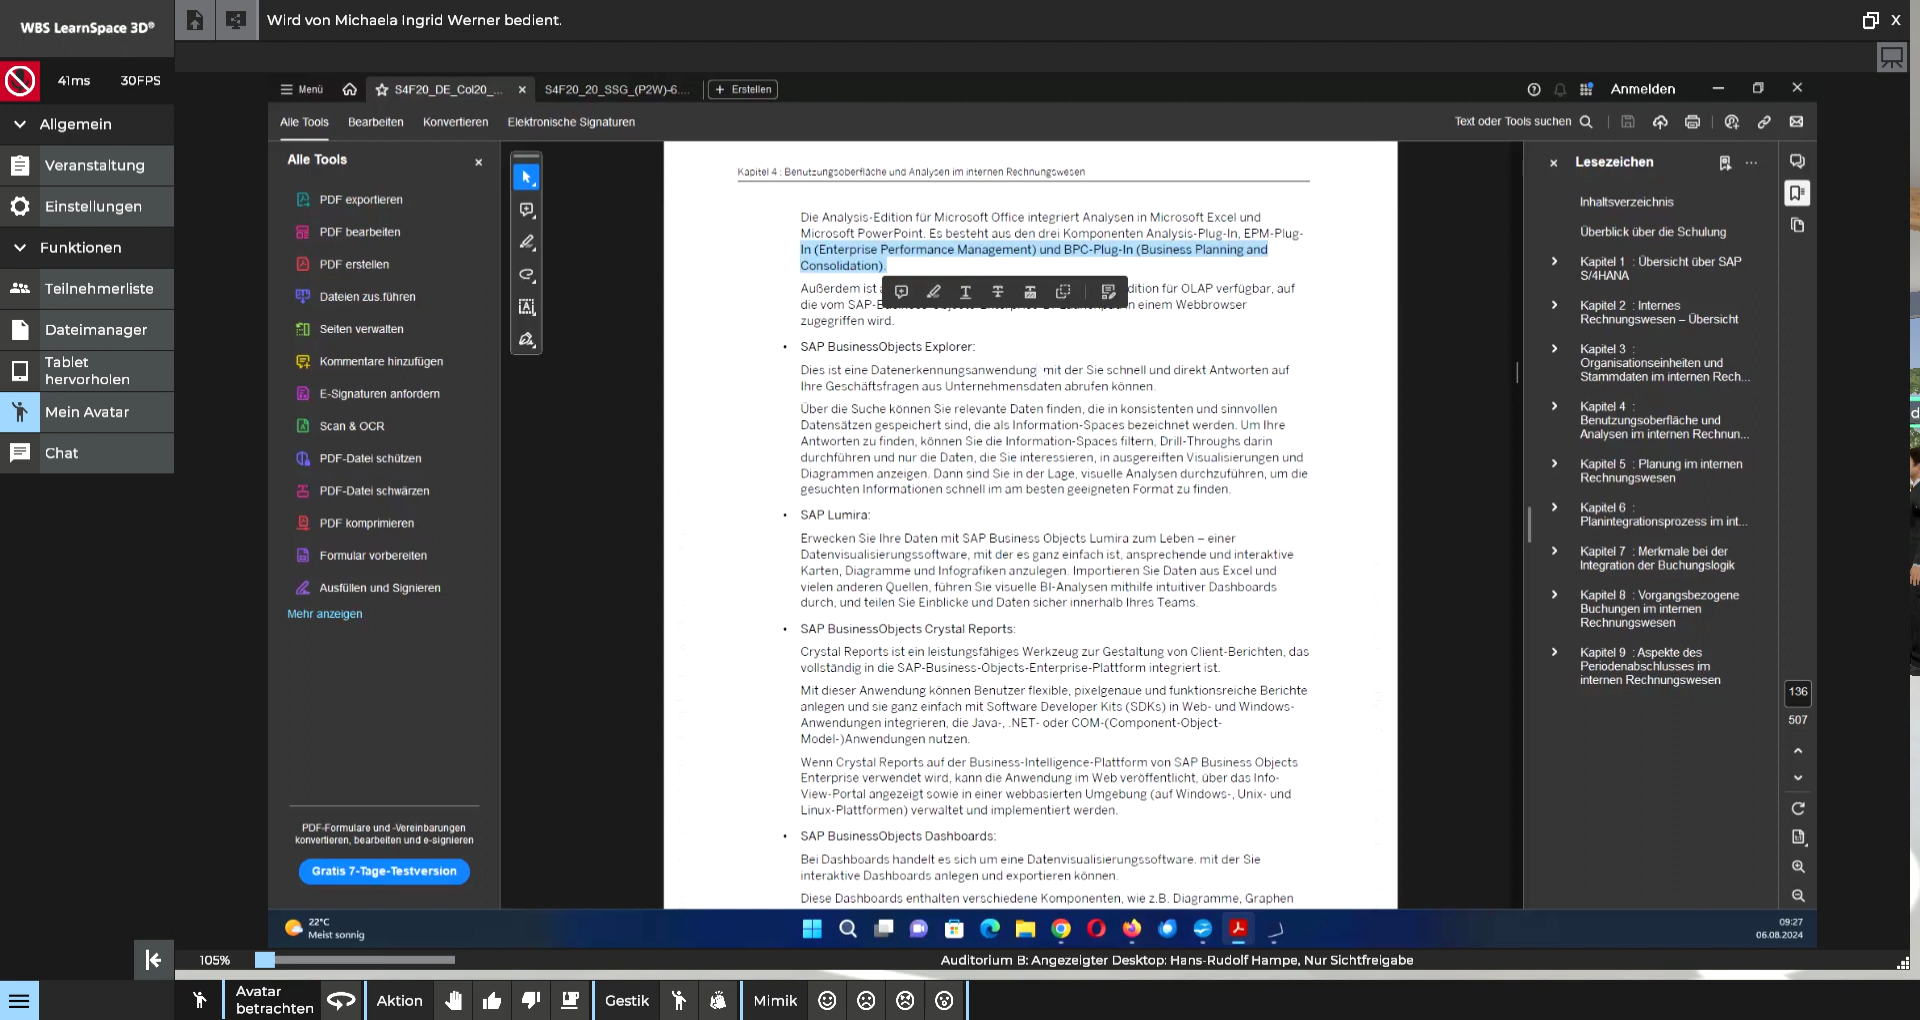 WBS LearnSpace 3D®
Wird von Michaela Ingrid Werner bedient.
X
41ms
30FPS
Allgemein
Veranstaltung
Einstellungen
Funktionen
Teilnehmerliste
Dateimanager
Tablet
hervorholen
Mein Avatar
Chat
Menü
S4F20_DE_Col20_...
S4F20_20_SSG_(P2W)-6....
+ Erstellen
Anmelden
Alle Tools
Bearbeiten
Konvertieren
Elektronische Signaturen
Text oder Tools suchen
Alle Tools
PDF exportieren
PDF bearbeiten
PDF erstellen
Dateien zus.führen
Seiten verwalten
Kommentare hinzufügen
E-Signaturen anfordern
Scan & OCR
PDF-Datei schützen
PDF-Datei schwärzen
PDF komprimieren
Formular vorbereiten
Ausfüllen und Signieren
Mehr anzeigen
PDF-Formulare und -Vereinbarungen
konvertieren, bearbeiten und e-signieren
Gratis 7-Tage-Testversion
Kapitel 4 : Benutzungsoberfläche und Analysen im internen Rechnungswesen
Die Analysis-Edition für Microsoft Office integriert Analysen in Microsoft Excel und
Microsoft PowerPoint. Es besteht aus den drei Komponenten Analysis-Plug-In, EPM-Plug-
In (Enterprise Performance Management) und BPC-Plug-In (Business Planning and
Consolidation).
Außerdem ist dition für OLAP verfügbar, auf
die vom SAP- in einem Webbrowser
zugegriffen wird.
• SAP BusinessObjects Explorer:
Dies ist eine Datenerkennungsanwendung, mit der Sie schnell und direkt Antworten auf
Ihre Geschäftsfragen aus Unternehmensdaten abrufen können.
Über die Suche können Sie relevante Daten finden, die in konsistenten und sinnvollen
Datensätzen gespeichert sind, die als Information-Spaces bezeichnet werden. Um Ihre
Antworten zu finden, können Sie die Information-Spaces filtern, Drill-Throughs darin
durchführen und nur die Daten, die Sie interessieren, in ausgereiften Visualisierungen und
Diagrammen anzeigen. Dann sind Sie in der Lage, visuelle Analysen durchzuführen, um die
gesuchten Informationen schnell im am besten geeigneten Format zu finden.
• SAP Lumira:
Erwecken Sie Ihre Daten mit SAP Business Objects Lumira zum Leben – einer
Datenvisualisierungssoftware, mit der es ganz einfach ist, ansprechende und interaktive
Karten, Diagramme und Infografiken anzulegen. Importieren Sie Daten aus Excel und
vielen anderen Quellen, führen Sie visuelle BI-Analysen mithilfe intuitiver Dashboards
durch, und teilen Sie Einblicke und Daten sicher innerhalb Ihres Teams.
• SAP BusinessObjects Crystal Reports:
Crystal Reports ist ein leistungsfähiges Werkzeug zur Gestaltung von Client-Berichten, das
vollständig in die SAP-Business-Objects-Enterprise-Plattform integriert ist.
Mit dieser Anwendung können Benutzer flexible, pixelgenaue und funktionsreiche Berichte
anlegen und sie ganz einfach mit Software Developer Kits (SDKs) in Web- und Windows-
Anwendungen integrieren, die Java-, .NET- oder COM-(Component-Object-
Model-)Anwendungen nutzen.
Wenn Crystal Reports auf der Business-Intelligence-Plattform von SAP Business Objects
Enterprise verwendet wird, kann die Anwendung im Web veröffentlicht, über das Info-
View-Portal angezeigt sowie in einer webbasierten Umgebung (auf Windows-, Unix- und
Linux-Plattformen) verwaltet und implementiert werden.
• SAP BusinessObjects Dashboards:
Bei Dashboards handelt es sich um eine Datenvisualisierungssoftware. mit der Sie
interaktive Dashboards anlegen und exportieren können.
Diese Dashboards enthalten verschiedene Komponenten, wie z.B. Diagramme, Graphen
Lesezeichen
Inhaltsverzeichnis
Überblick über die Schulung
Kapitel 1 : Übersicht über SAP
S/4HANA
Kapitel 2 : Internes
Rechnungswesen – Übersicht
Kapitel 3 :
Organisationseinheiten und
Stammdaten im internen Rech...
Kapitel 4 :
Benutzungsoberfläche und
Analysen im internen Rechnun...
Kapitel 5 : Planung im internen
Rechnungswesen
Kapitel 6 :
Planintegrationsprozess im int...
Kapitel 7 : Merkmale bei der
Integration der Buchungslogik
Kapitel 8 : Vorgangsbezogene
Buchungen im internen
Rechnungswesen
Kapitel 9 : Aspekte des
Periodenabschlusses im
internen Rechnungswesen
136
507
22°C
Meist sonnig
09:27
06.08.2024
105%
Auditorium B: Angezeigter Desktop: Hans-Rudolf Hampe, Nur Sichtfreigabe
Avatar
betrachten
Aktion
Gestik
Mimik